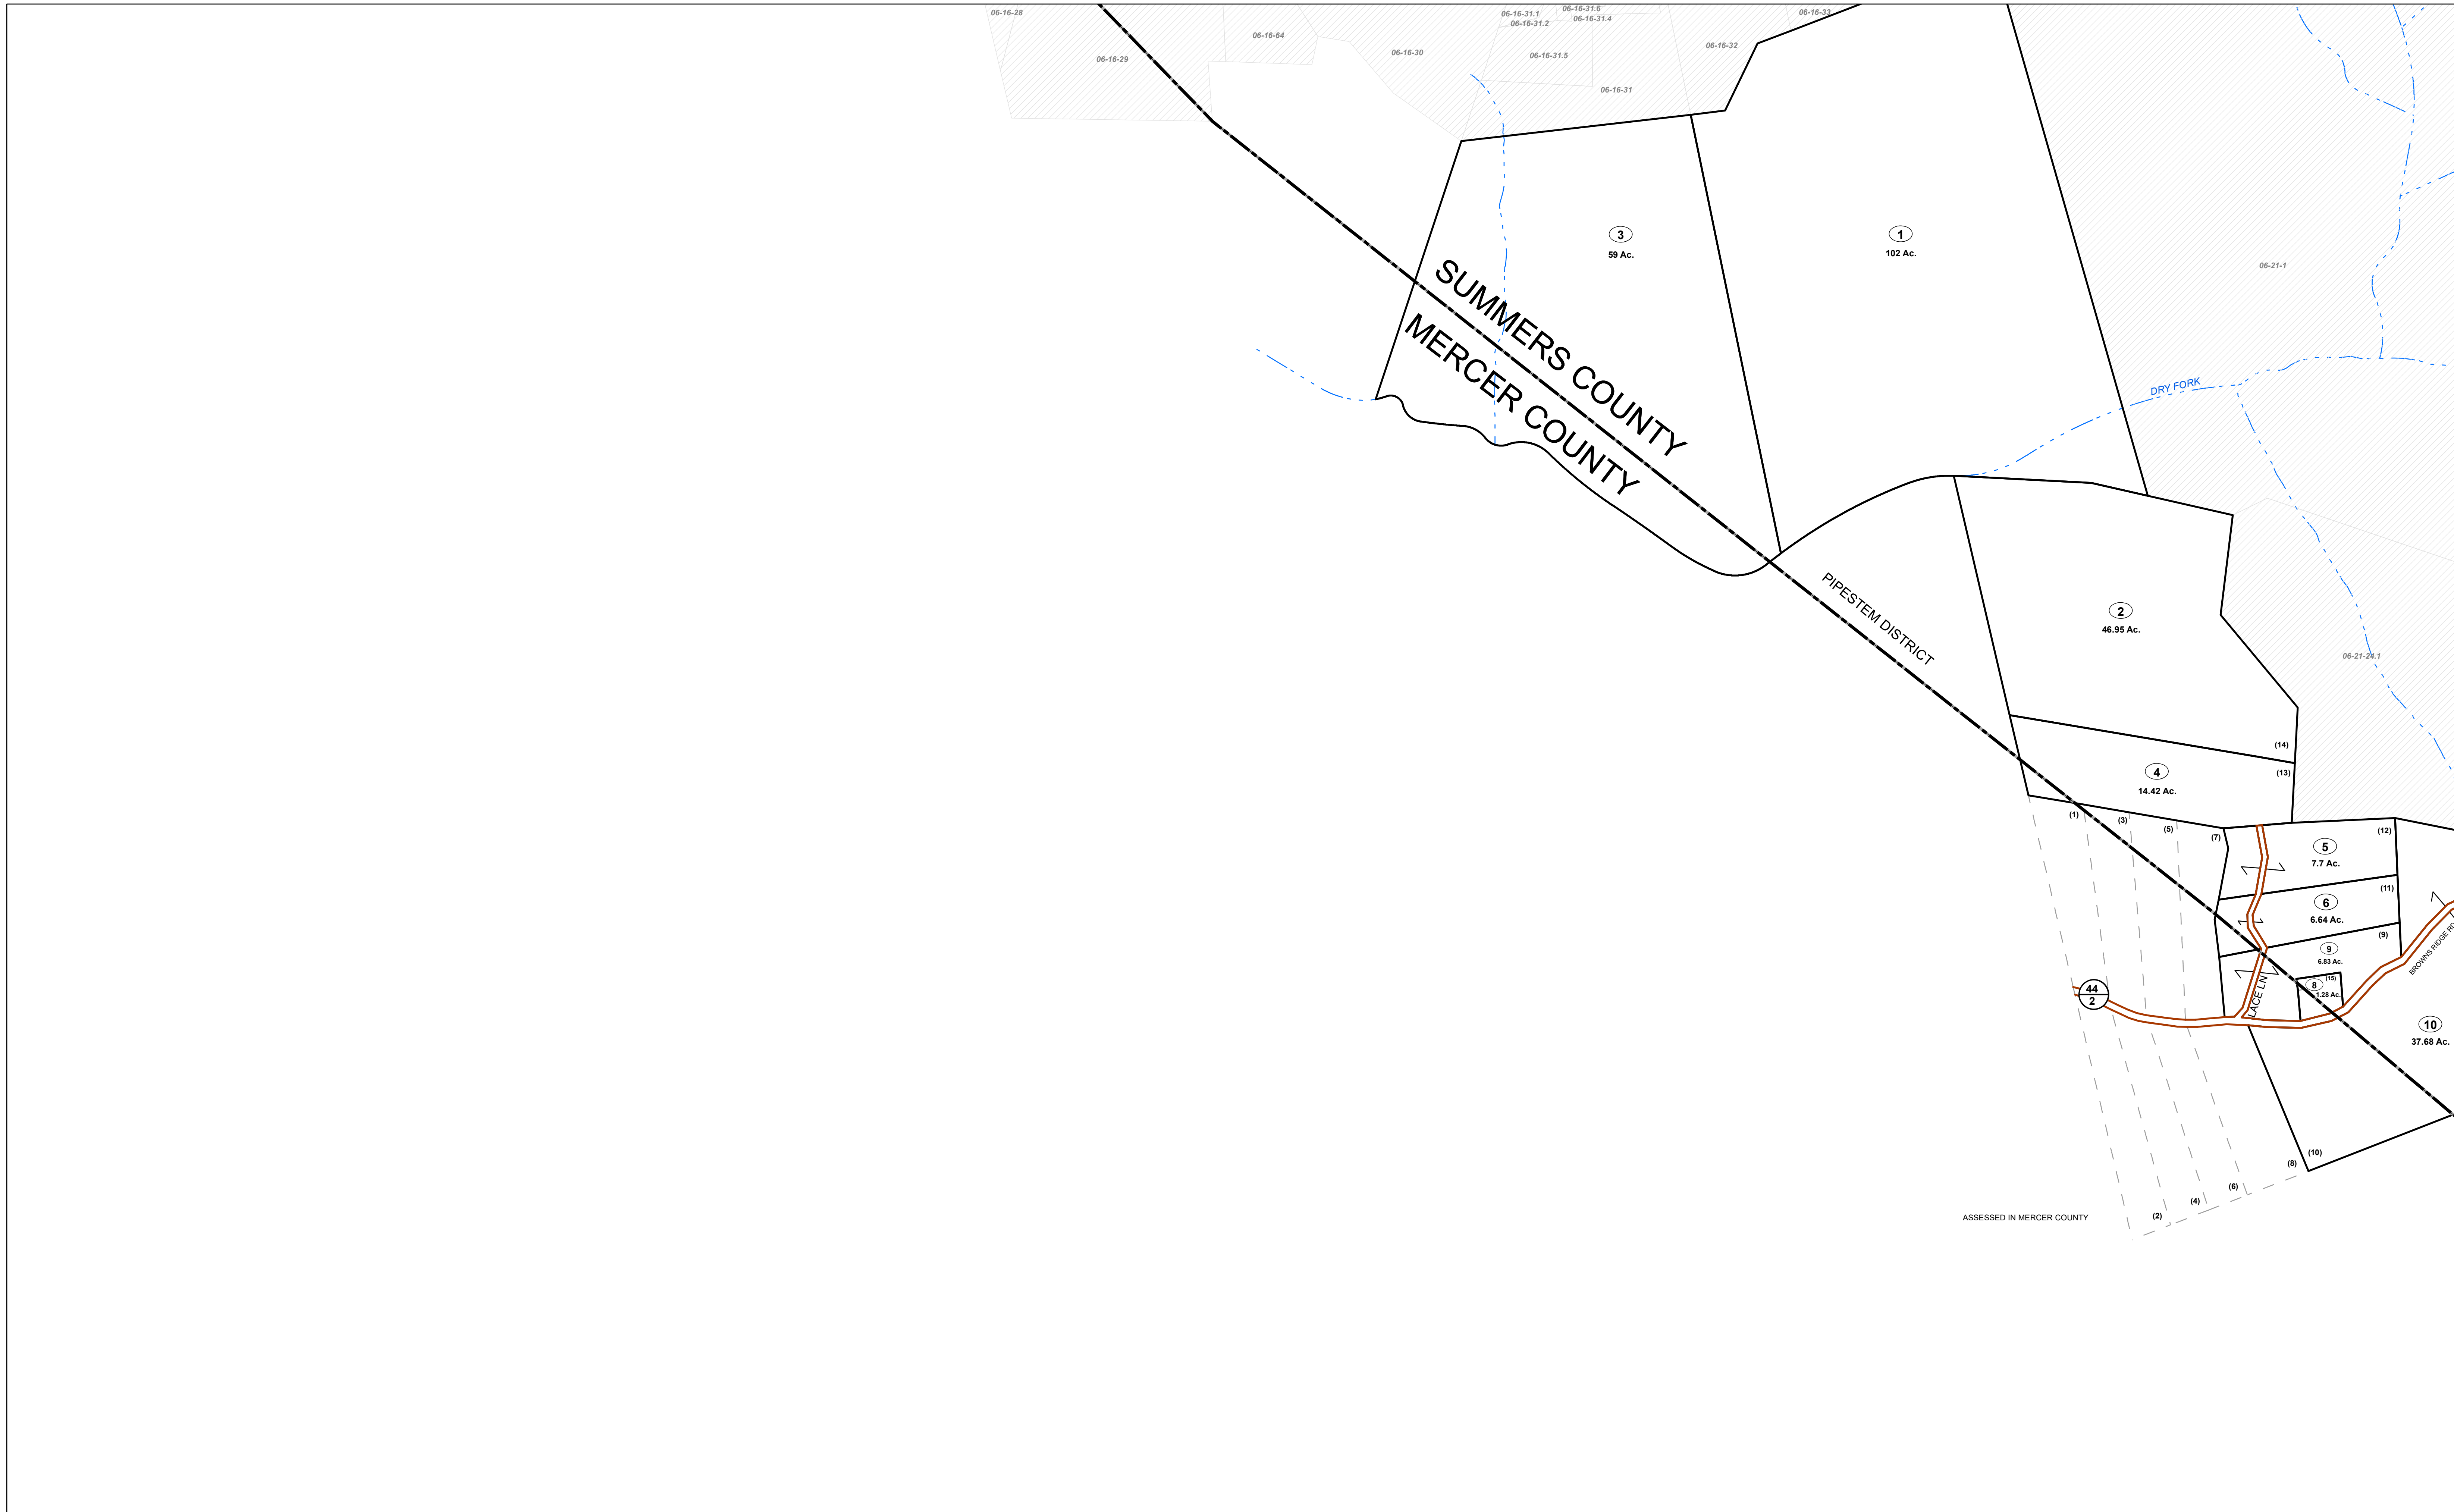 06-16-28
06-16-29
06-16-64
06-16-30
06-16-31.1
06-16-31.2
06-16-31.6
06-16-31.4
06-16-31.5
06-16-31
06-16-32
06-16-33
3
59 Ac.
1
102 Ac.
06-21-1
SUMMERS COUNTY
MERCER COUNTY
DRY FORK
PIPESTEM DISTRICT
2
46.95 Ac.
06-21-24.1
(14)
(13)
4
14.42 Ac.
(1)
(3)
(5)
(7)
(12)
5
7.7 Ac.
(11)
6
6.64 Ac.
(9)
9
6.83 Ac.
(15)
8
1.28 Ac.
BROWNS RIDGE RD
LACE LN
44
2
10
37.68 Ac.
(10)
(8)
(6)
(4)
(2)
ASSESSED IN MERCER COUNTY